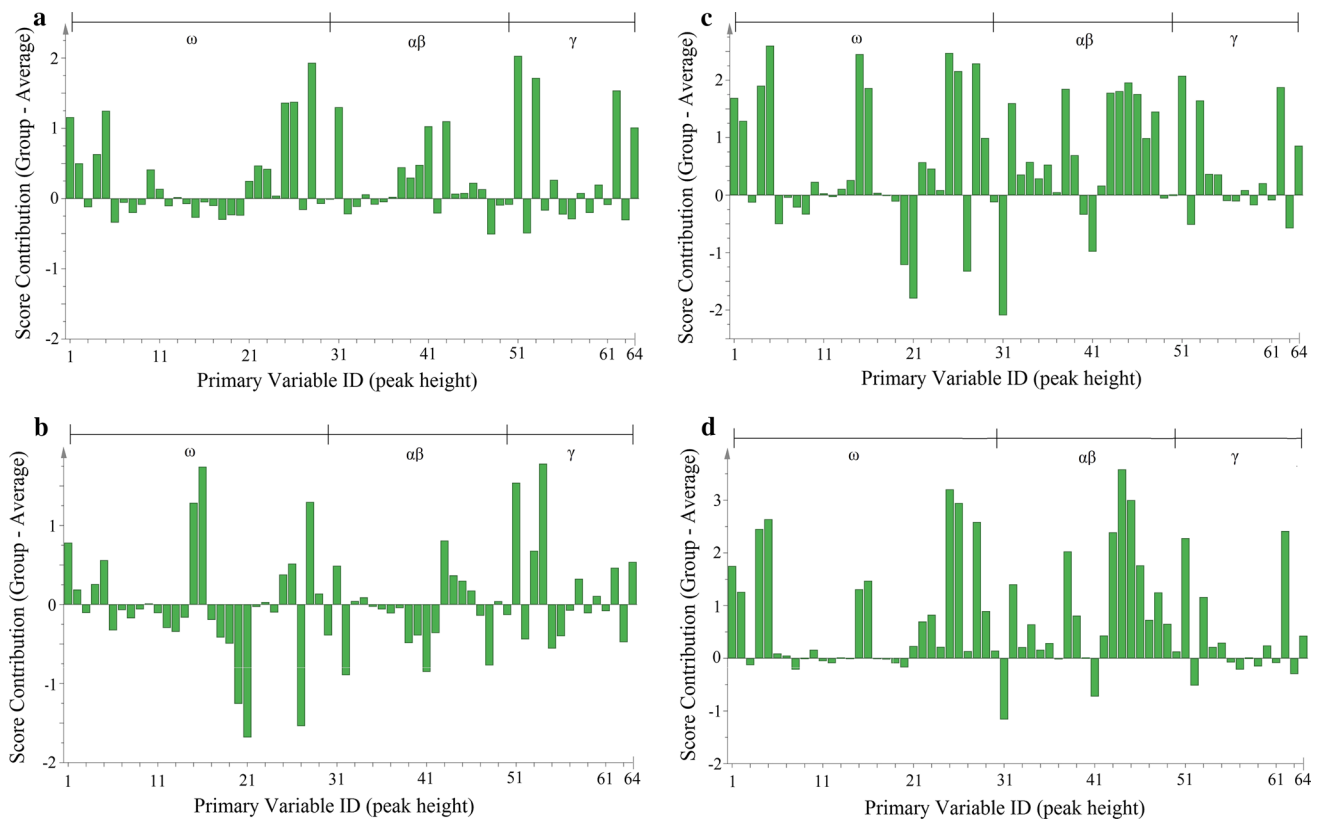 a
ω αβ γ
Score Contribution (Group - Average)
2
1
0
-1
-2
1 11 21 31 41 51 61 64
Primary Variable ID (peak height)
b
ω αβ γ
Score Contribution (Group - Average)
1
0
-1
-2
1 11 21 31 41 51 61 64
Primary Variable ID (peak height)
c
ω αβ γ
Score Contribution (Group - Average)
2
1
0
-1
-2
1 11 21 31 41 51 61 64
Primary Variable ID (peak height)
d
ω αβ γ
Score Contribution (Group - Average)
3
2
1
0
-1
-2
1 11 21 31 41 51 61 64
Primary Variable ID (peak height)